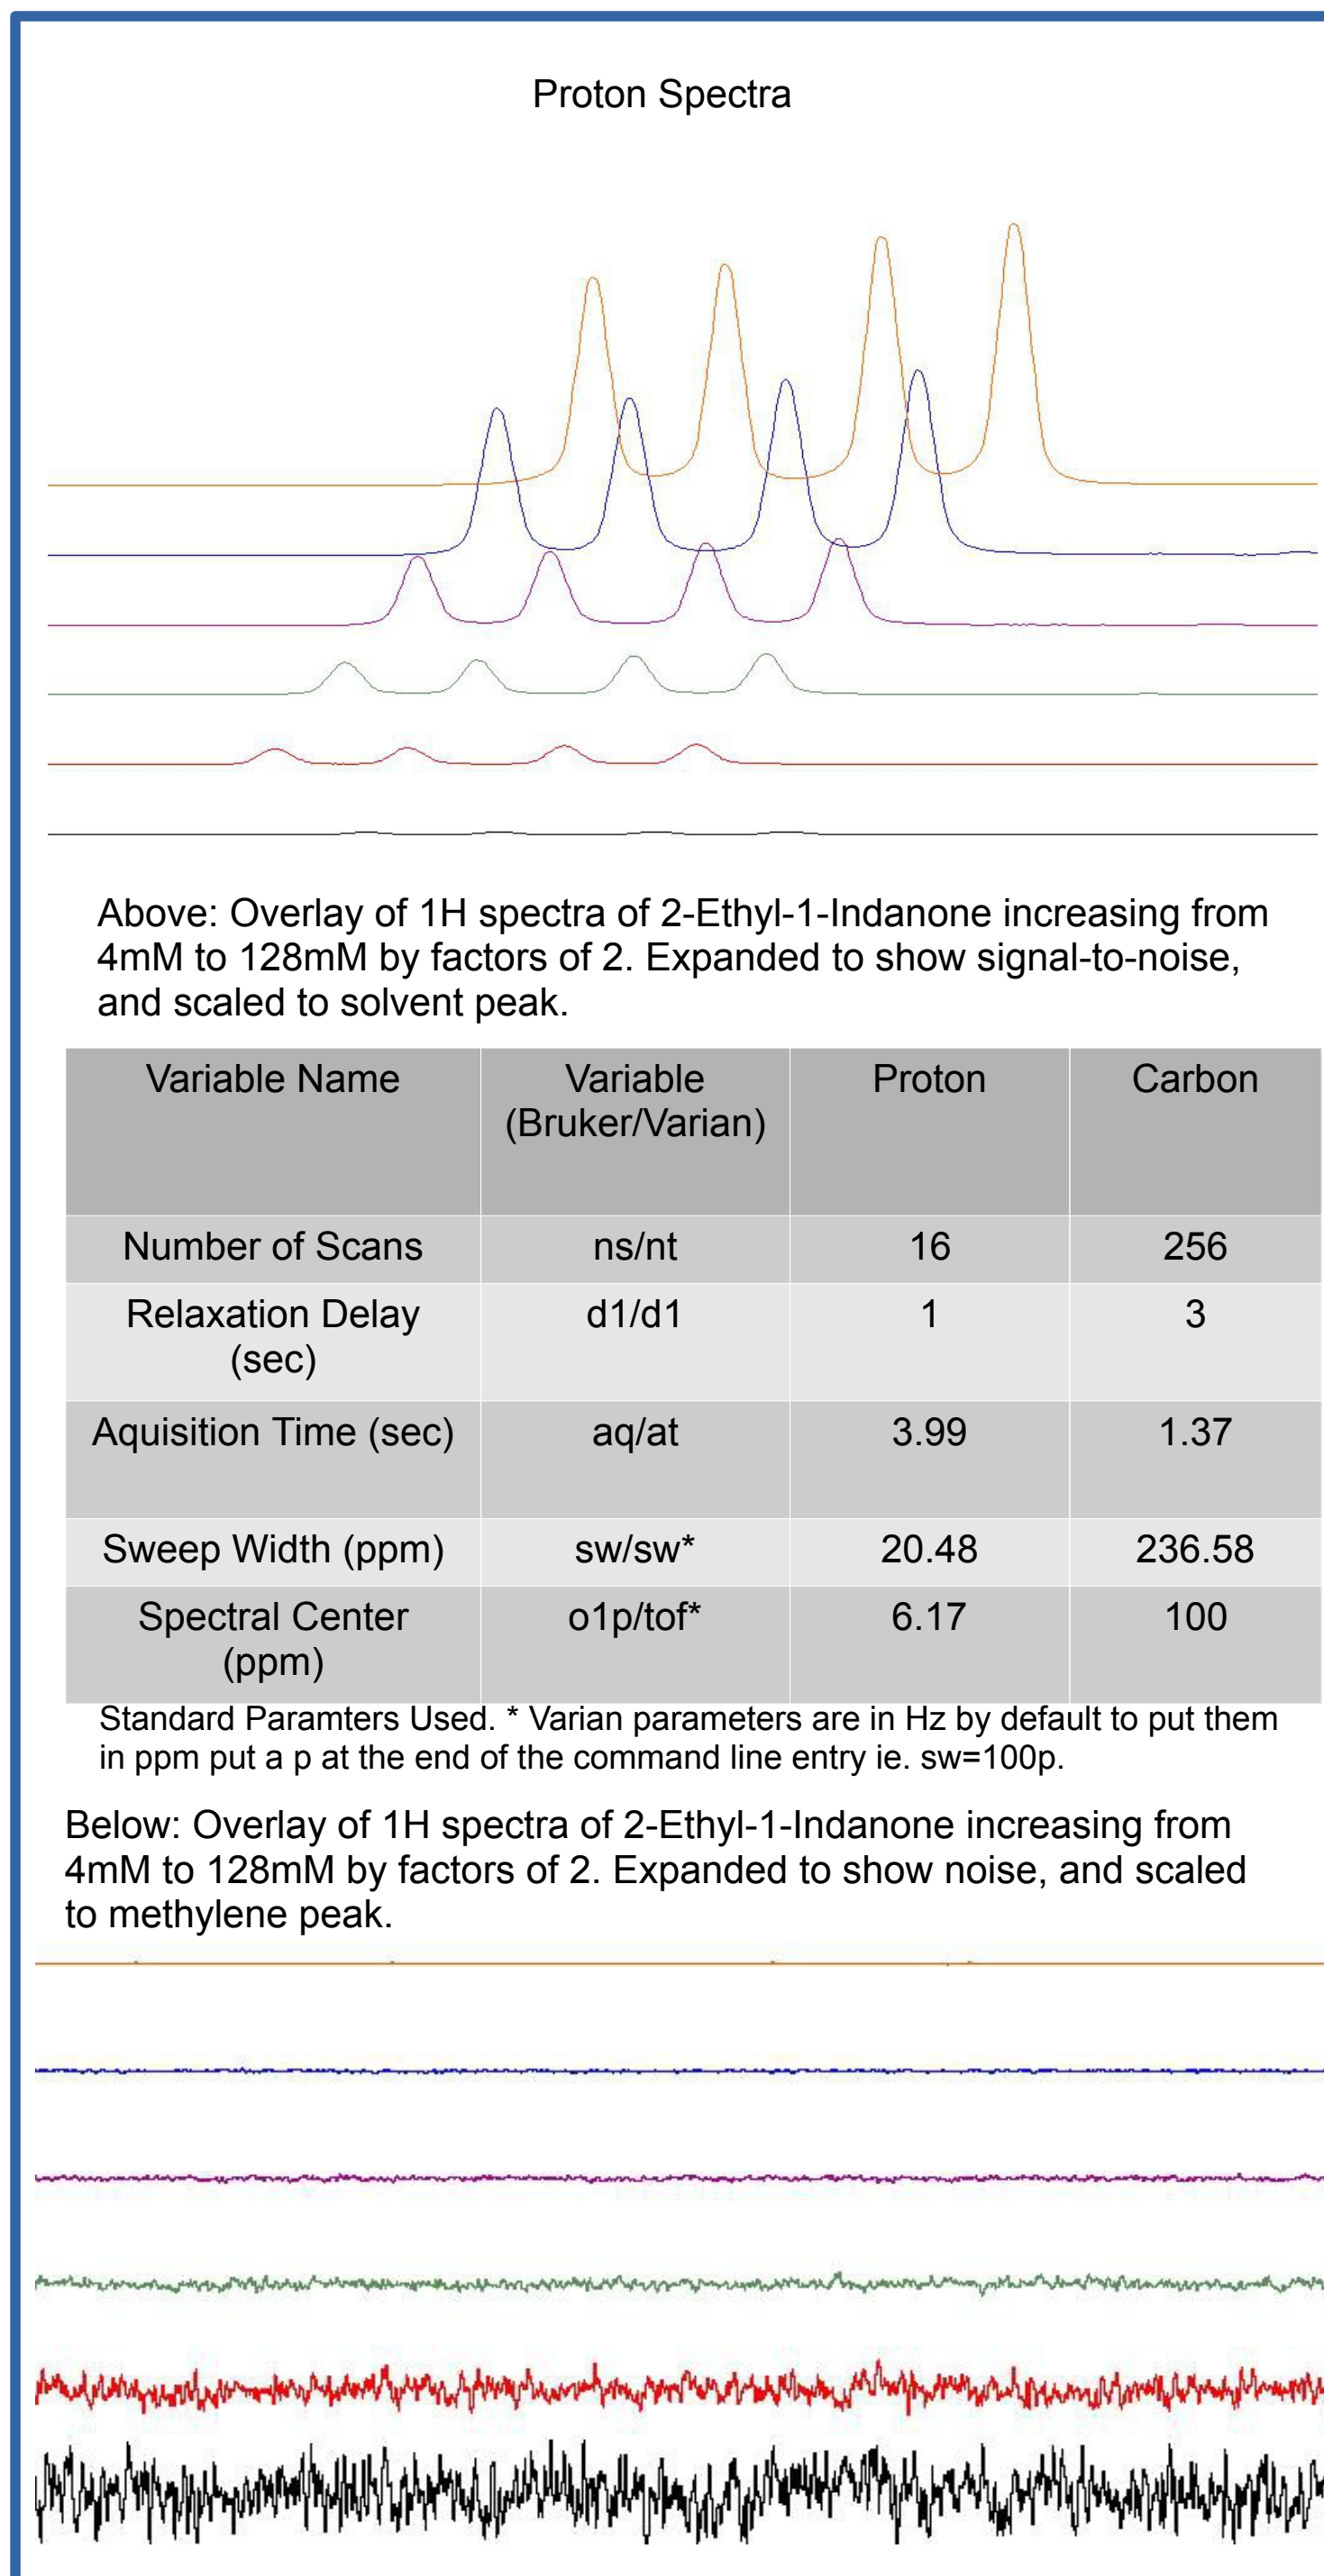 Proton Spectra
Above: Overlay of 1H spectra of 2-Ethyl-1-Indanone increasing from
4mM to 128mM by factors of 2. Expanded to show signal-to-noise,
and scaled to solvent peak.
Variable Name
Variable
(Bruker/Varian)
Proton
Carbon
Number of Scans
ns/nt
16
256
Relaxation Delay
(sec)
d1/d1
1
3
Aquisition Time (sec)
aq/at
3.99
1.37
Sweep Width (ppm)
sw/sw*
20.48
236.58
Spectral Center
(ppm)
o1p/tof*
6.17
100
Standard Paramters Used. * Varian parameters are in Hz by default to put them
in ppm put a p at the end of the command line entry ie. sw=100p.
Below: Overlay of 1H spectra of 2-Ethyl-1-Indanone increasing from
4mM to 128mM by factors of 2. Expanded to show noise, and scaled
to methylene peak.